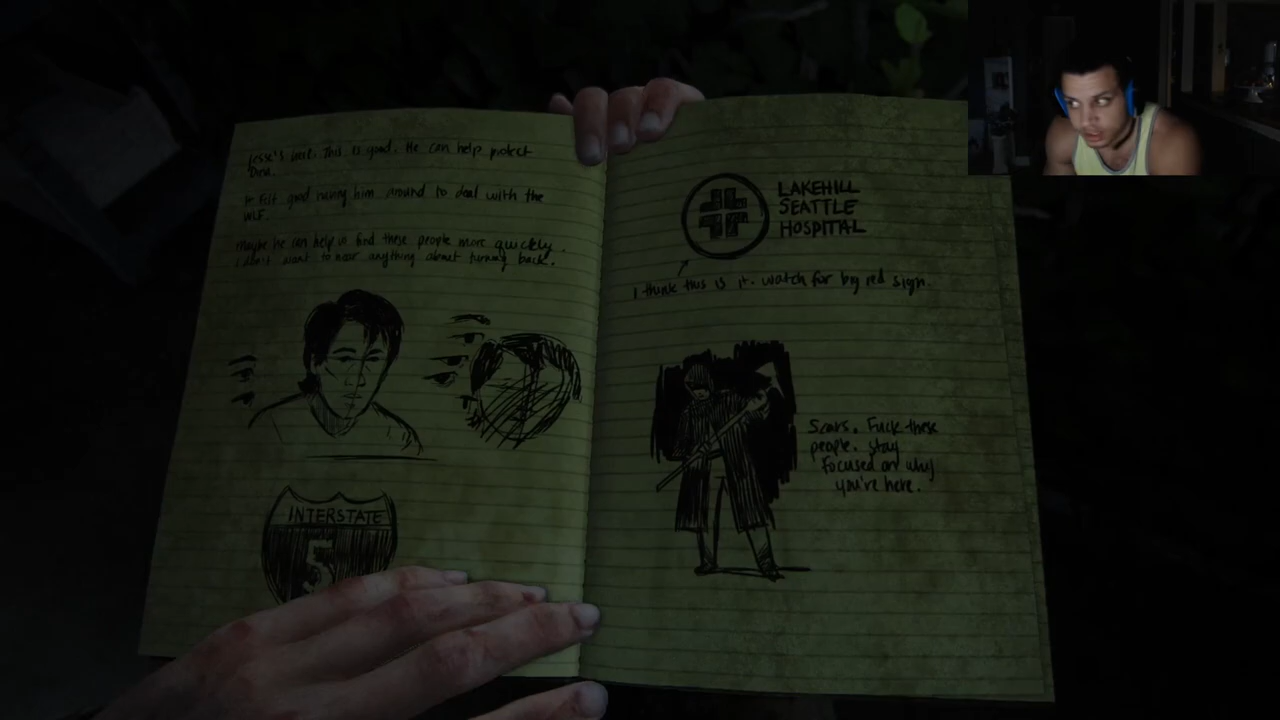 Jesse's here. This is good. He can help protect
Dina.
It felt good having him around to deal with the
WLF.
Maybe he can help us find these people more quickly.
I don't want to hear anything about turning back.
INTERSTATE
5
LAKEHILL
SEATTLE
HOSPITAL
I think this is it. watch for big red sign
Scars. Fuck these
people. stay
focused on why
you're here.